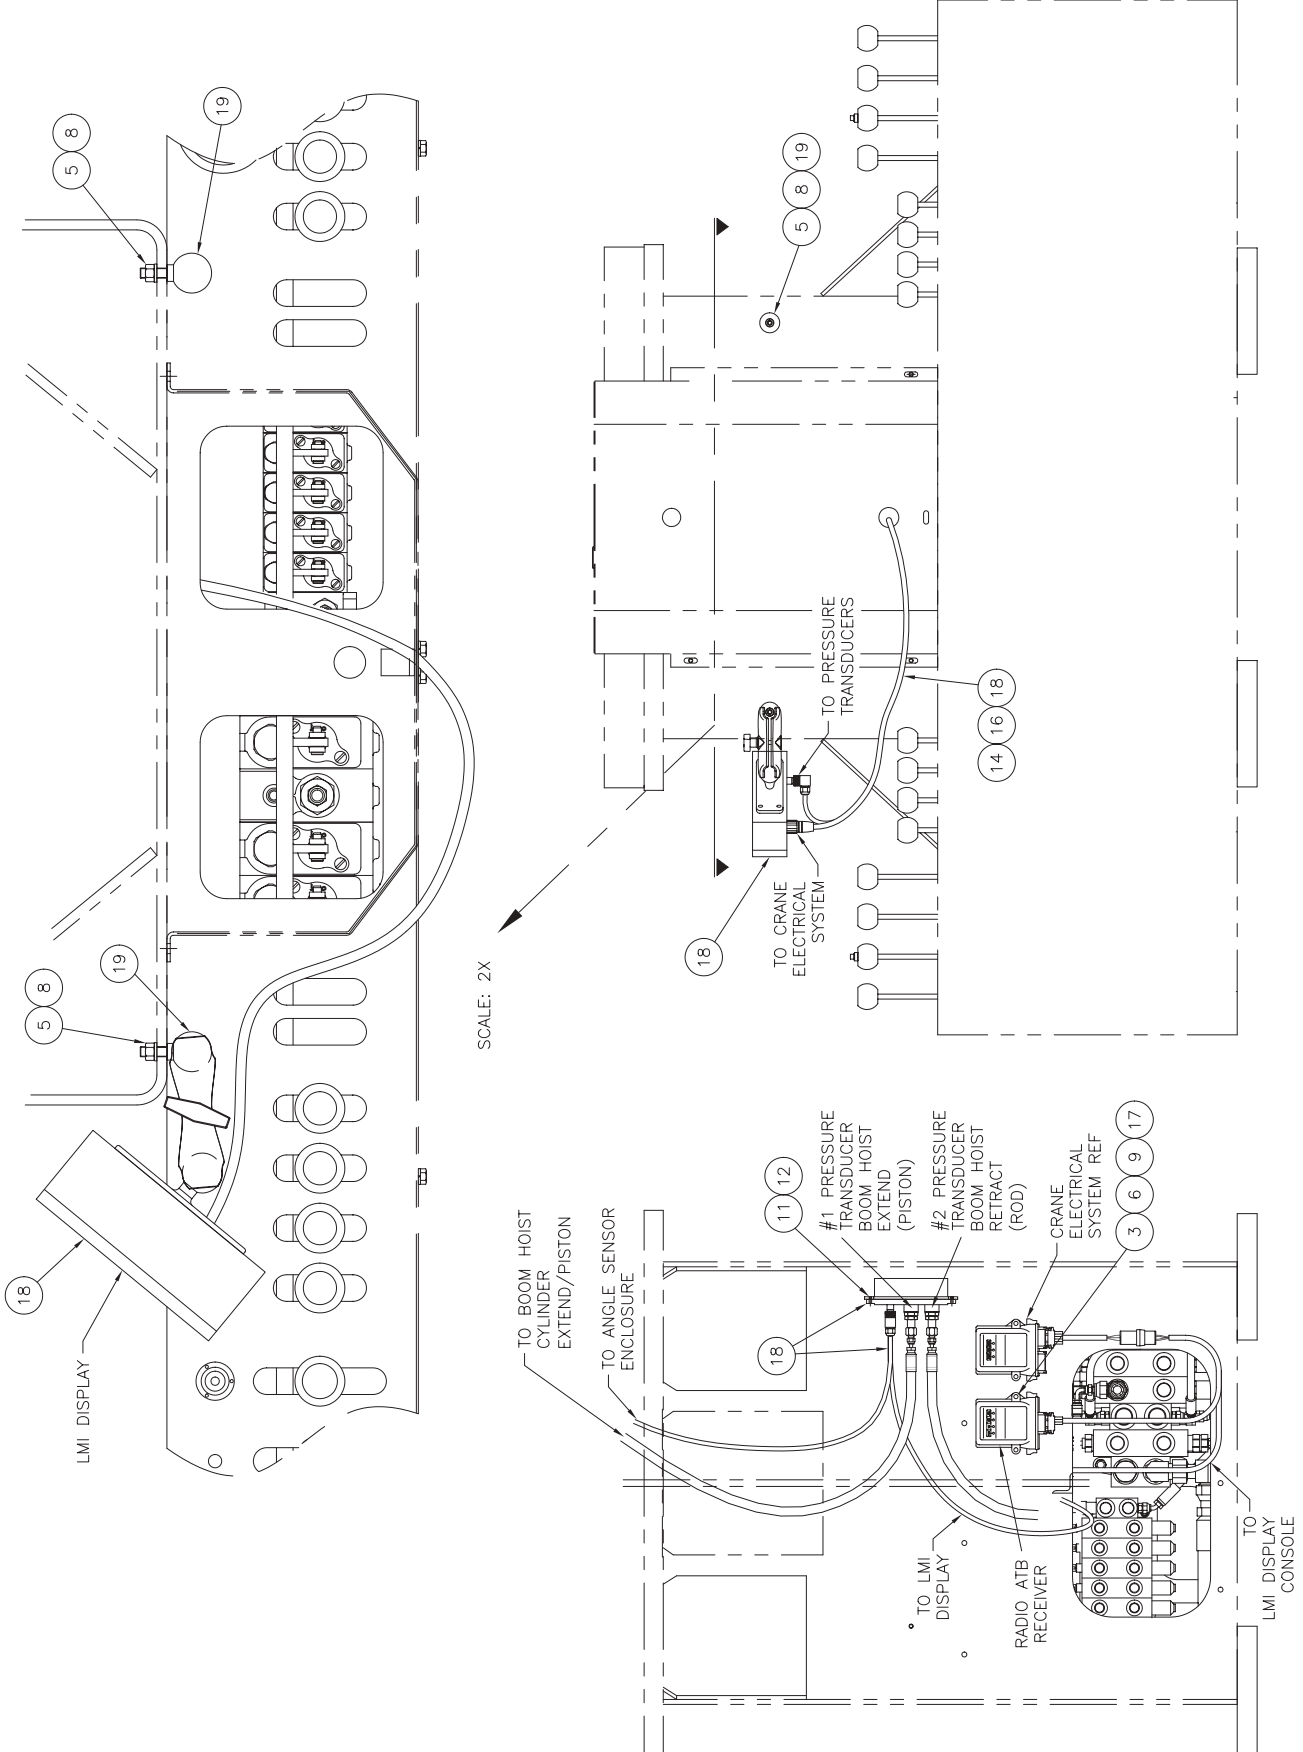 18
LMI DISPLAY
5
8
19
5
8
19
SCALE: 2X
5
8
19
18
TO CRANE
ELECTRICAL
SYSTEM
TO PRESSURE
TRANSDUCERS
14
16
18
TO BOOM HOIST
CYLINDER
EXTEND/PISTON
TO ANGLE SENSOR
ENCLOSURE
18
11
12
#1 PRESSURE
TRANSDUCER
BOOM HOIST
EXTEND
(PISTON)
#2 PRESSURE
TRANSDUCER
BOOM HOIST
RETRACT
(ROD)
CRANE
ELECTRICAL
SYSTEM REF
3
6
9
17
TO LMI
DISPLAY
RADIO ATB
RECEIVER
TO
LMI DISPLAY
CONSOLE